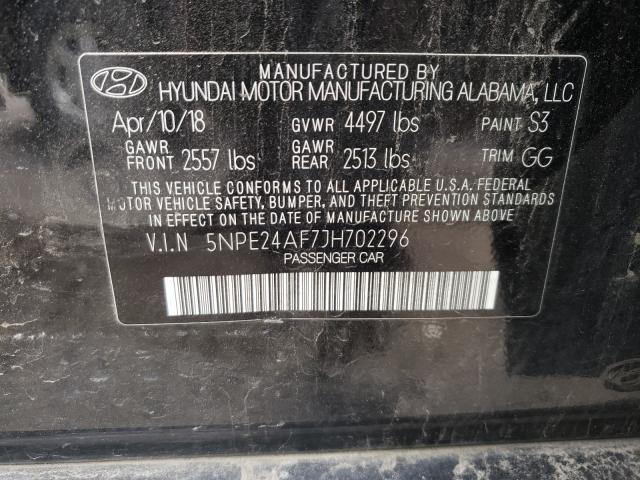 MANUFACTURED BY
HYUNDAI MOTOR MANUFACTURING ALABAMA, LLC
Apr/10/18 GVWR 4497 lbs PAINT S3
GAWR FRONT 2557 lbs GAWR REAR 2513 lbs TRIM GG
THIS VEHICLE CONFORMS TO ALL APPLICABLE U.S.A. FEDERAL
MOTOR VEHICLE SAFETY, BUMPER, AND THEFT PREVENTION STANDARDS
IN EFFECT ON THE DATE OF MANUFACTURE SHOWN ABOVE.
V.I.N 5NPE24AF7JH702296
PASSENGER CAR